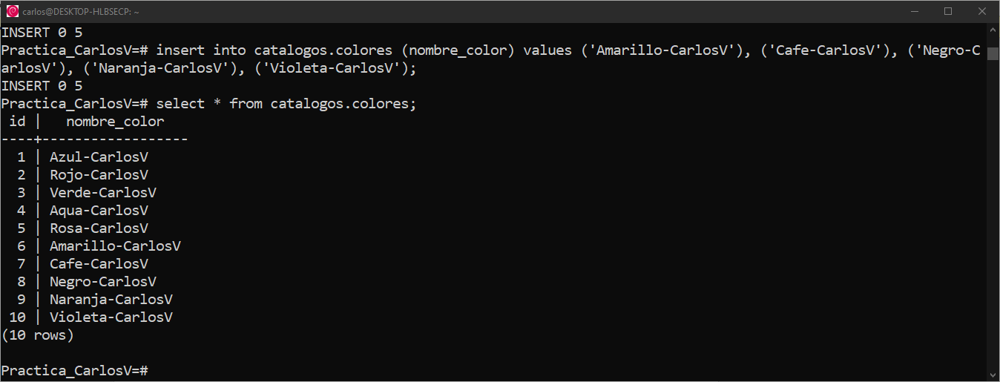 carlos@DESKTOP-HLBSECP: ~
INSERT 0 5
Practica_CarlosV=# insert into catalogos.colores (nombre_color) values ('Amarillo-CarlosV'), ('Cafe-CarlosV'), ('Negro-C
arlosV'), ('Naranja-CarlosV'), ('Violeta-CarlosV');
INSERT 0 5
Practica_CarlosV=# select * from catalogos.colores;
 id |   nombre_color
----+------------------
  1 | Azul-CarlosV
  2 | Rojo-CarlosV
  3 | Verde-CarlosV
  4 | Aqua-CarlosV
  5 | Rosa-CarlosV
  6 | Amarillo-CarlosV
  7 | Cafe-CarlosV
  8 | Negro-CarlosV
  9 | Naranja-CarlosV
 10 | Violeta-CarlosV
(10 rows)
Practica_CarlosV=#